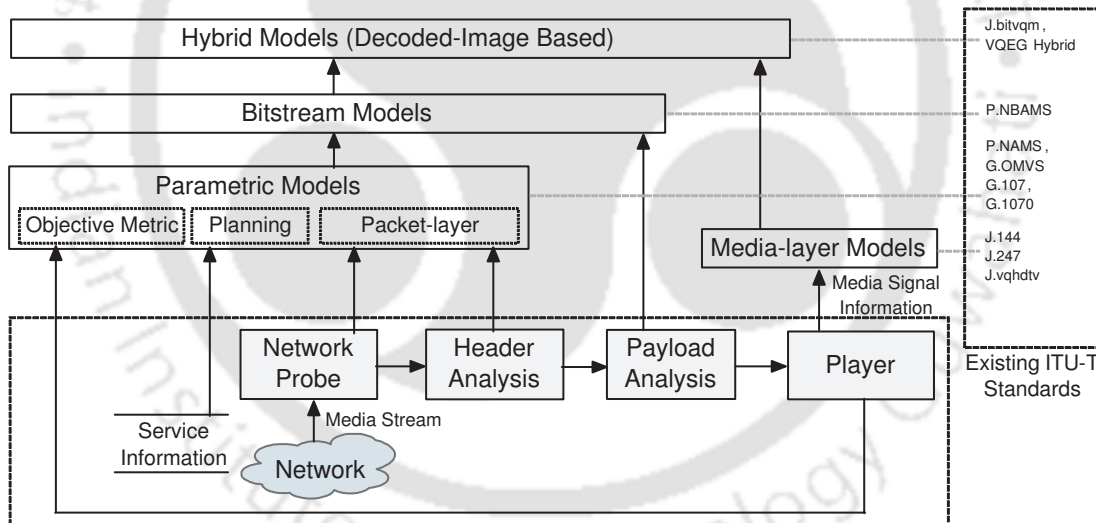 Hybrid Models (Decoded-Image Based)
J.bitvqm ,
VQEG Hybrid
Bitstream Models
P.NBAMS
Parametric Models
P.NAMS ,
G.OMVS
G.107 ,
G.1070
Objective Metric
Planning
Packet-layer
Media-layer Models
J.144
J.247
J.vqhdtv
Media Signal
Information
Network
Probe
Header
Analysis
Payload
Analysis
Player
Existing ITU-T
Standards
Service
Information
Media Stream
Network
Indian Institute